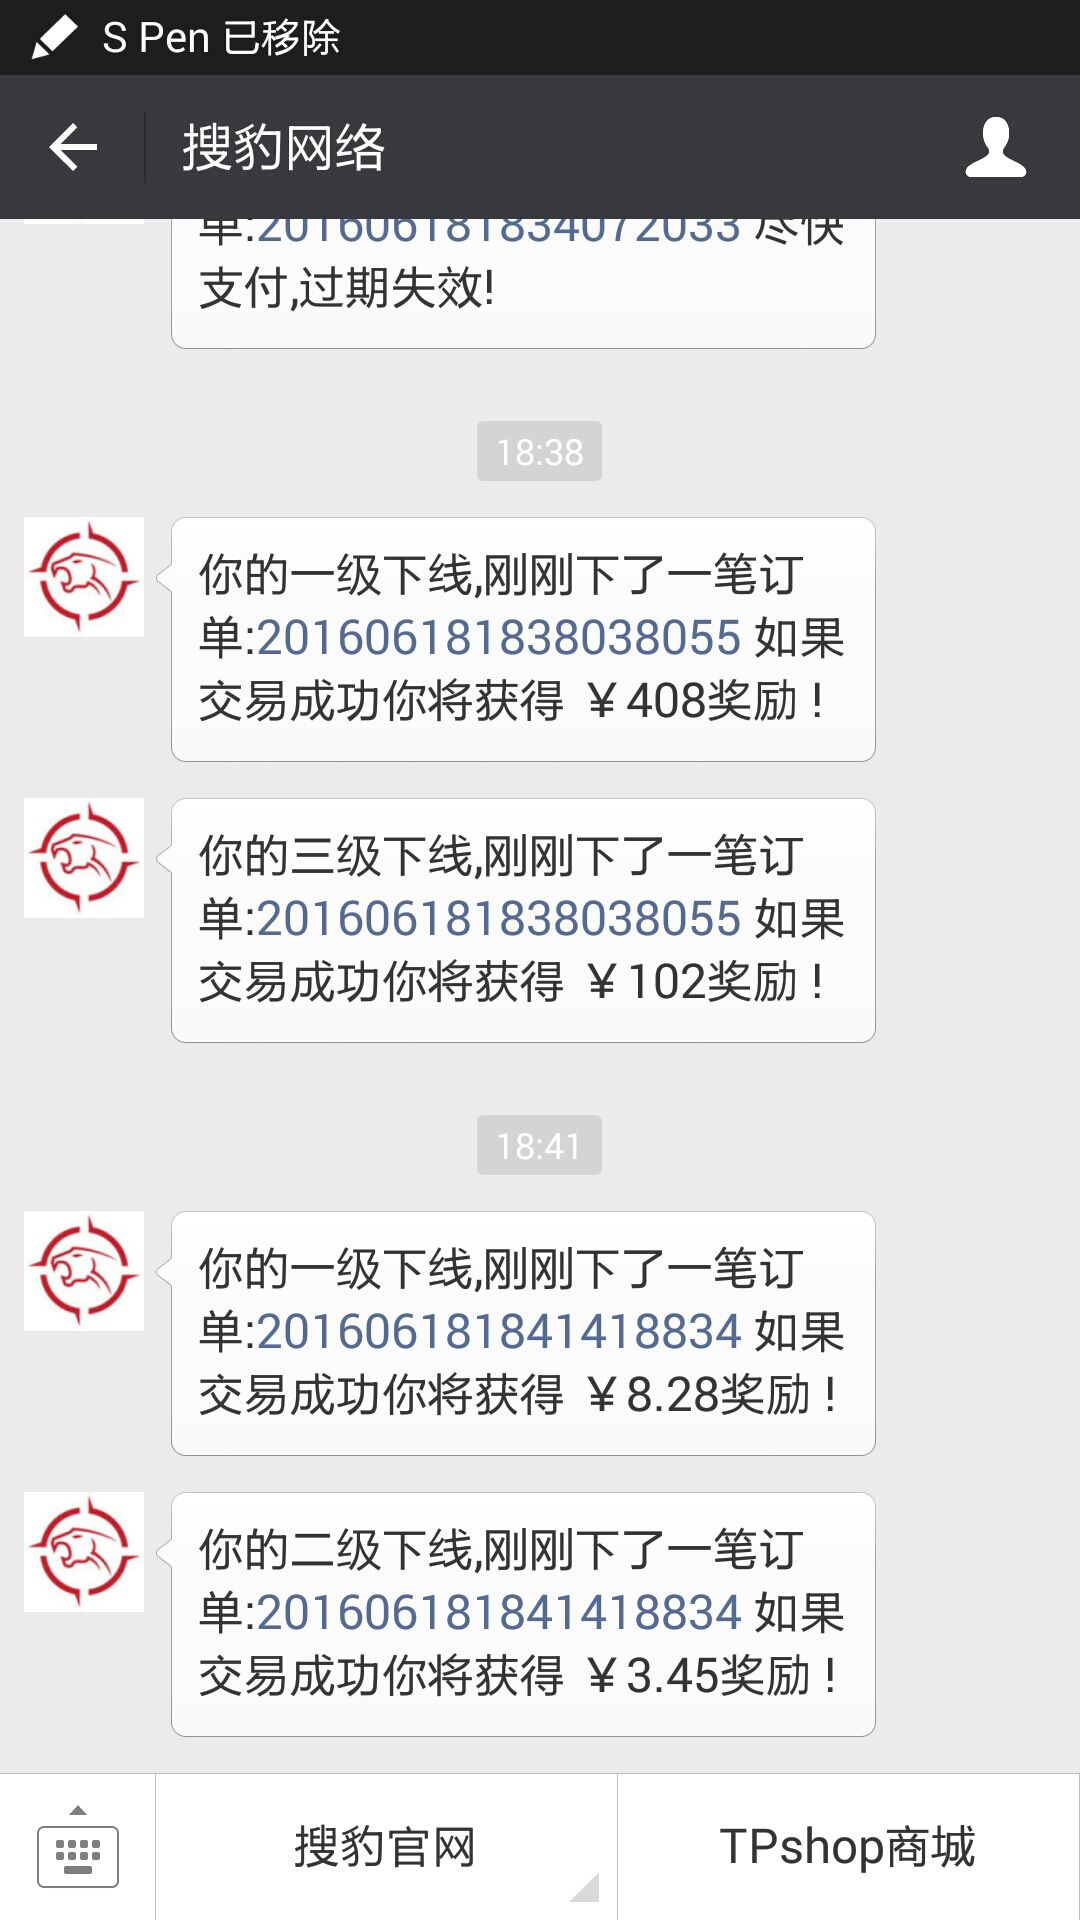 S Pen 已移除
搜豹网络
单:201606181834072033 尽快
支付,过期失效!
18:38
你的一级下线,刚刚下了一笔订
单:201606181838038055 如果
交易成功你将获得 ￥408奖励！
你的三级下线,刚刚下了一笔订
单:201606181838038055 如果
交易成功你将获得 ￥102奖励！
18:41
你的一级下线,刚刚下了一笔订
单:201606181841418834 如果
交易成功你将获得 ￥8.28奖励！
你的二级下线,刚刚下了一笔订
单:201606181841418834 如果
交易成功你将获得 ￥3.45奖励！
搜豹官网
TPshop商城